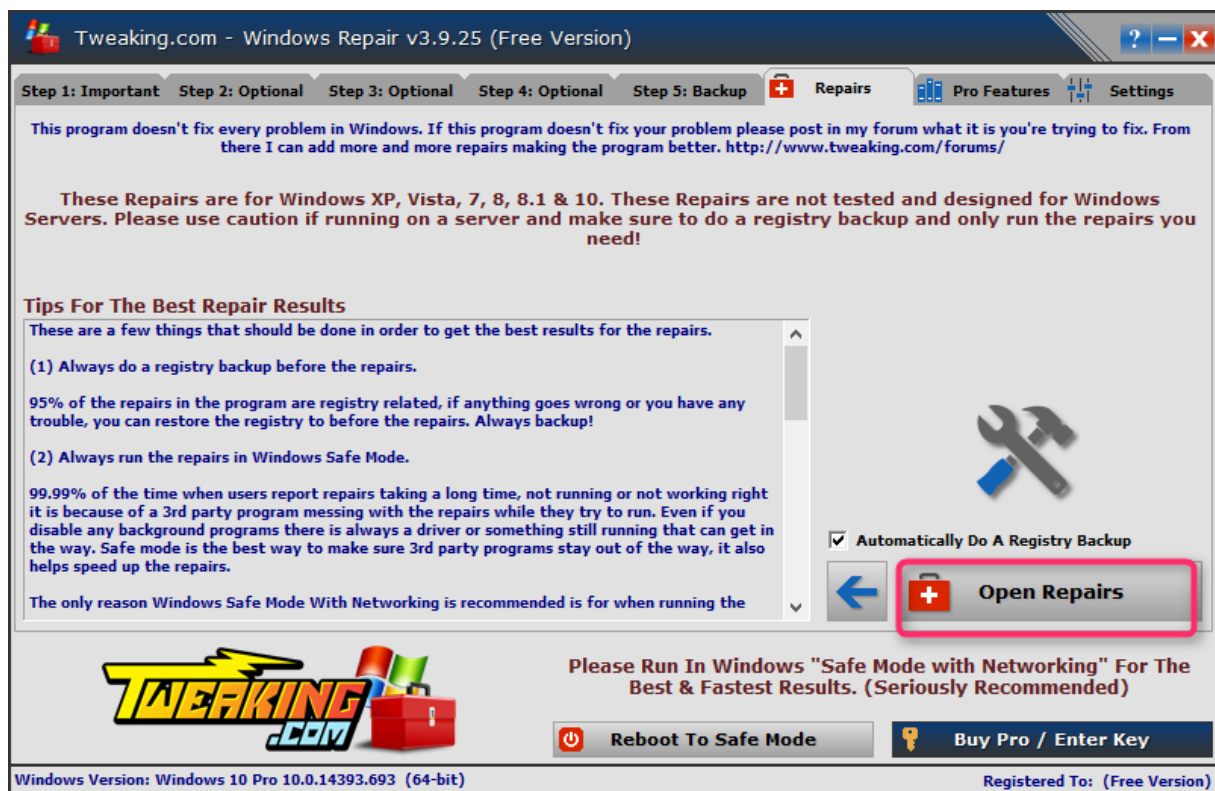 Tweaking.com - Windows Repair v3.9.25 (Free Version)
?
Step 1: Important Step 2: Optional Step 3: Optional Step 4: Optional Step 5: Backup Repairs Pro Features Settings
This program doesn't fix every problem in Windows. If this program doesn't fix your problem please post in my forum what it is you're trying to fix. From
there I can add more and more repairs making the program better. http://www.tweaking.com/forums/
These Repairs are for Windows XP, Vista, 7, 8, 8.1 & 10. These Repairs are not tested and designed for Windows
Servers. Please use caution if running on a server and make sure to do a registry backup and only run the repairs you
need!
Tips For The Best Repair Results
These are a few things that should be done in order to get the best results for the repairs.
(1) Always do a registry backup before the repairs.
95% of the repairs in the program are registry related, if anything goes wrong or you have any
trouble, you can restore the registry to before the repairs. Always backup!
(2) Always run the repairs in Windows Safe Mode.
99.99% of the time when users report repairs taking a long time, not running or not working right
it is because of a 3rd party program messing with the repairs while they try to run. Even if you
disable any background programs there is always a driver or something still running that can get in
the way. Safe mode is the best way to make sure 3rd party programs stay out of the way, it also
helps speed up the repairs.
The only reason Windows Safe Mode With Networking is recommended is for when running the
Automatically Do A Registry Backup
Open Repairs
TWEAKING
.COM
Please Run In Windows "Safe Mode with Networking" For The
Best & Fastest Results. (Seriously Recommended)
Reboot To Safe Mode
Buy Pro / Enter Key
Windows Version: Windows 10 Pro 10.0.14393.693 (64-bit)
Registered To: (Free Version)